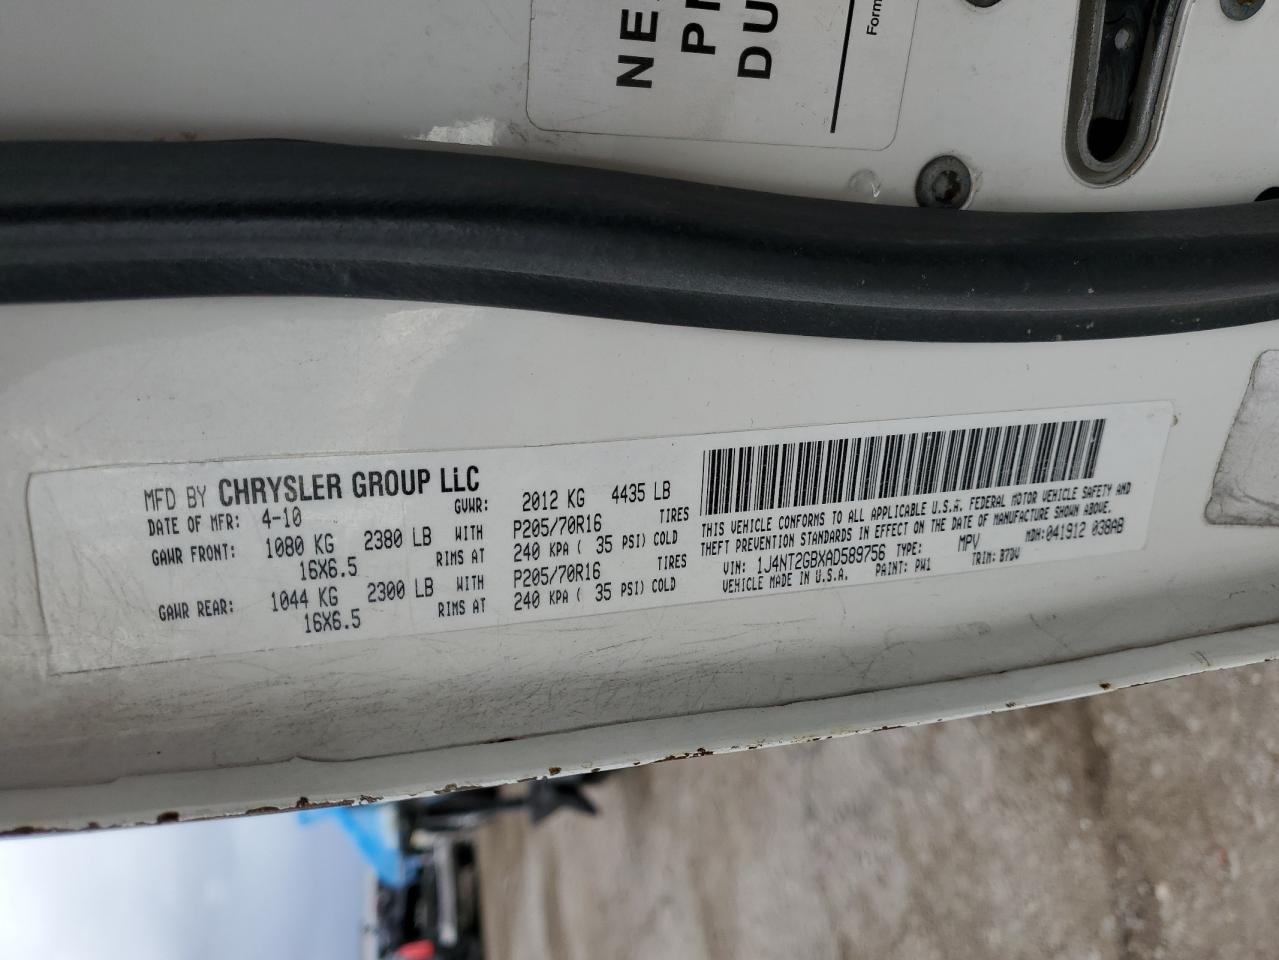 NE
PI
DU
Form
MFD BY CHRYSLER GROUP LLC
DATE OF MFR: 4-10 GVWR: 2012 KG 4435 LB
GAWR FRONT: 1080 KG 2380 LB WITH P205/70R16 TIRES
16X6.5 RIMS AT 240 KPA ( 35 PSI) COLD
GAWR REAR: 1044 KG 2300 LB WITH P205/70R16 TIRES
16X6.5 RIMS AT 240 KPA ( 35 PSI) COLD
THIS VEHICLE CONFORMS TO ALL APPLICABLE U.S.A. FEDERAL MOTOR VEHICLE SAFETY AND
THEFT PREVENTION STANDARDS IN EFFECT ON THE DATE OF MANUFACTURE SHOWN ABOVE.
VIN: 1J4NT2GBXAD589756 TYPE: MPV MDH: 041912 038AB
VEHICLE MADE IN U.S.A. PAINT: PW1 TRIM: B7DV